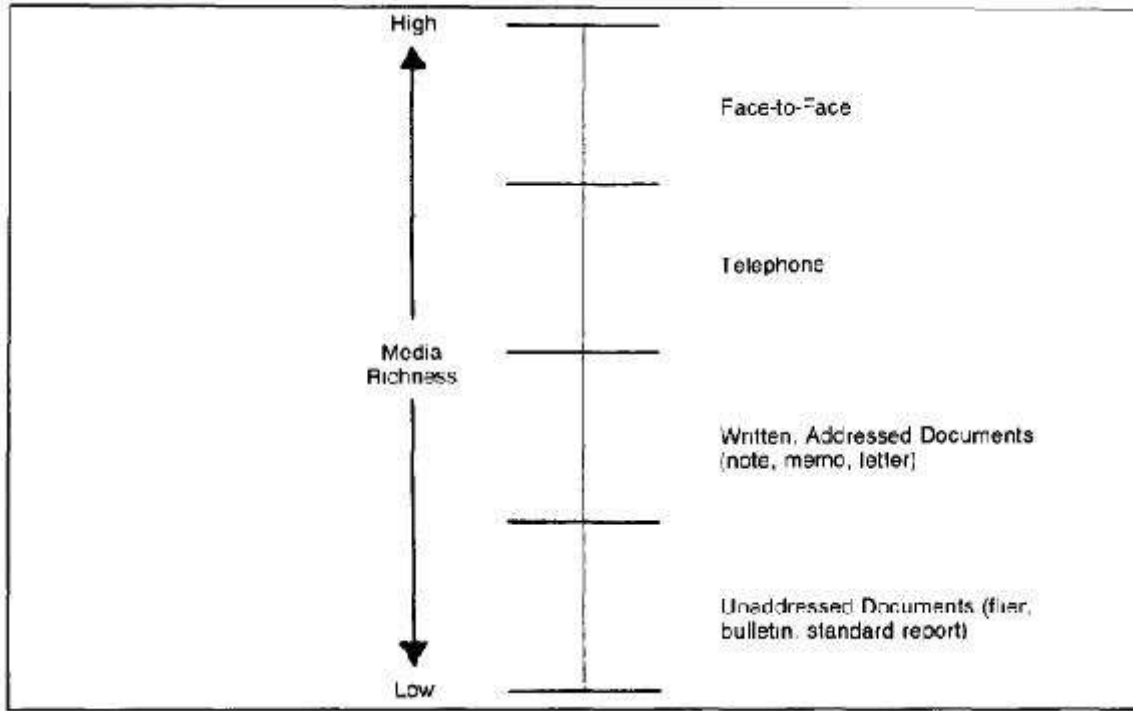 High
Face-to-Face
Telephone
Media
Richness
Written, Addressed Documents
(note, memo, letter)
Unaddressed Documents (flier,
bulletin, standard report)
Low